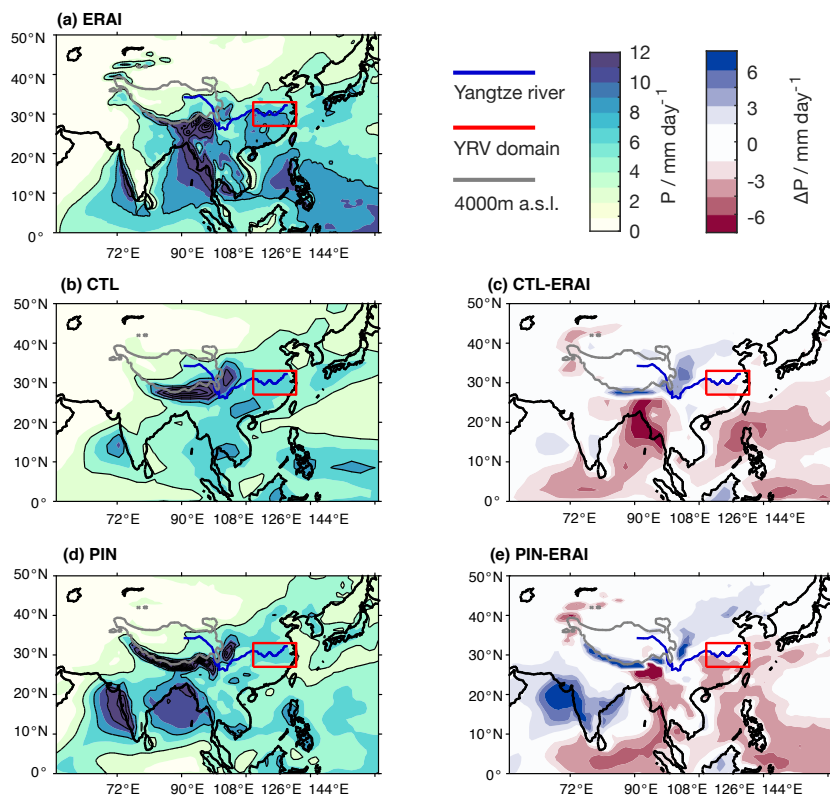 (a) ERAI
50°N
40°N
30°N
20°N
10°N
0°
72°E 90°E 108°E 126°E 144°E
Yangtze river
YRV domain
4000m a.s.l.
12
10
8
6
4
2
0
P / mm day⁻¹
6
3
0
-3
-6
ΔP / mm day⁻¹
(b) CTL
50°N
40°N
30°N
20°N
10°N
0°
72°E 90°E 108°E 126°E 144°E
(c) CTL-ERAI
50°N
40°N
30°N
20°N
10°N
0°
72°E 90°E 108°E 126°E 144°E
(d) PIN
50°N
40°N
30°N
20°N
10°N
0°
72°E 90°E 108°E 126°E 144°E
(e) PIN-ERAI
50°N
40°N
30°N
20°N
10°N
0°
72°E 90°E 108°E 126°E 144°E